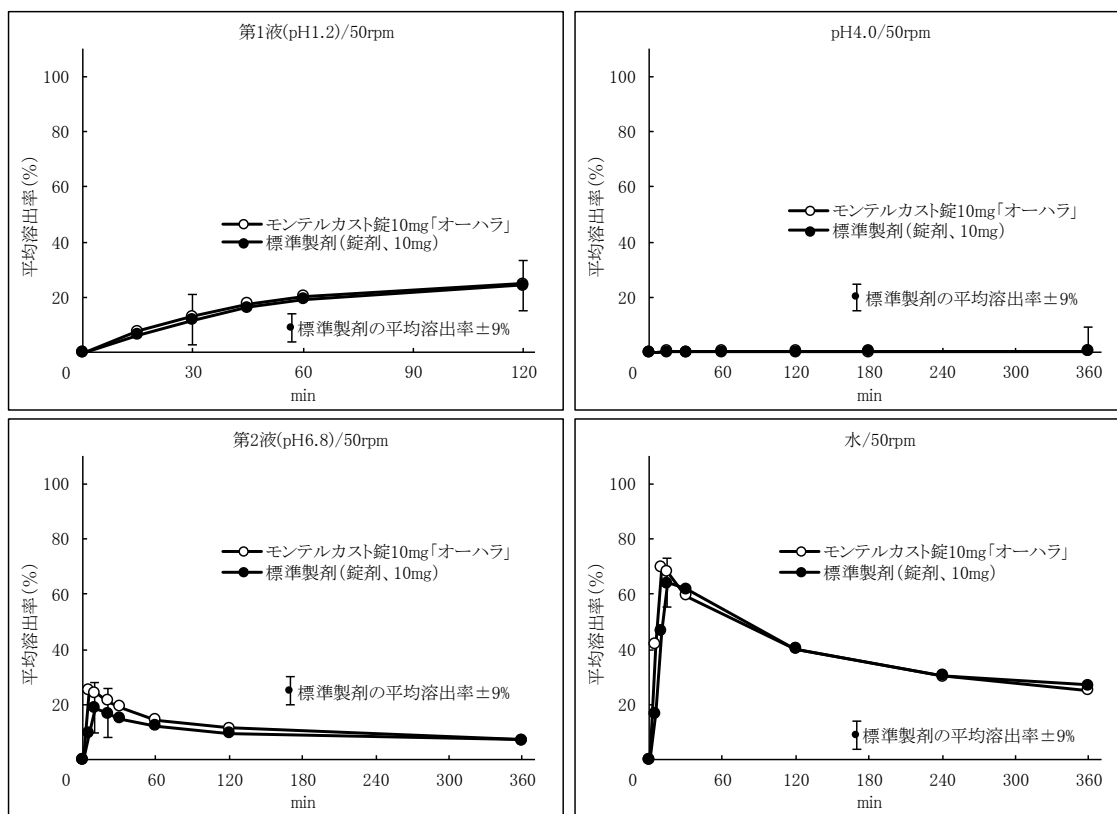 第1液(pH1.2)/50rpm
100
80
60
40
20
0
30
60
90
120
平均溶出率(%)
min
モンテルカスト錠10mg「オーハラ」
標準製剤(錠剤、10mg)
標準製剤の平均溶出率±9%
pH4.0/50rpm
100
80
60
40
20
0
60
120
180
240
300
360
平均溶出率(%)
min
モンテルカスト錠10mg「オーハラ」
標準製剤(錠剤、10mg)
標準製剤の平均溶出率±9%
第2液(pH6.8)/50rpm
100
80
60
40
20
0
60
120
180
240
300
360
平均溶出率(%)
min
モンテルカスト錠10mg「オーハラ」
標準製剤(錠剤、10mg)
標準製剤の平均溶出率±9%
水/50rpm
100
80
60
40
20
0
60
120
180
240
300
360
平均溶出率(%)
min
モンテルカスト錠10mg「オーハラ」
標準製剤(錠剤、10mg)
標準製剤の平均溶出率±9%